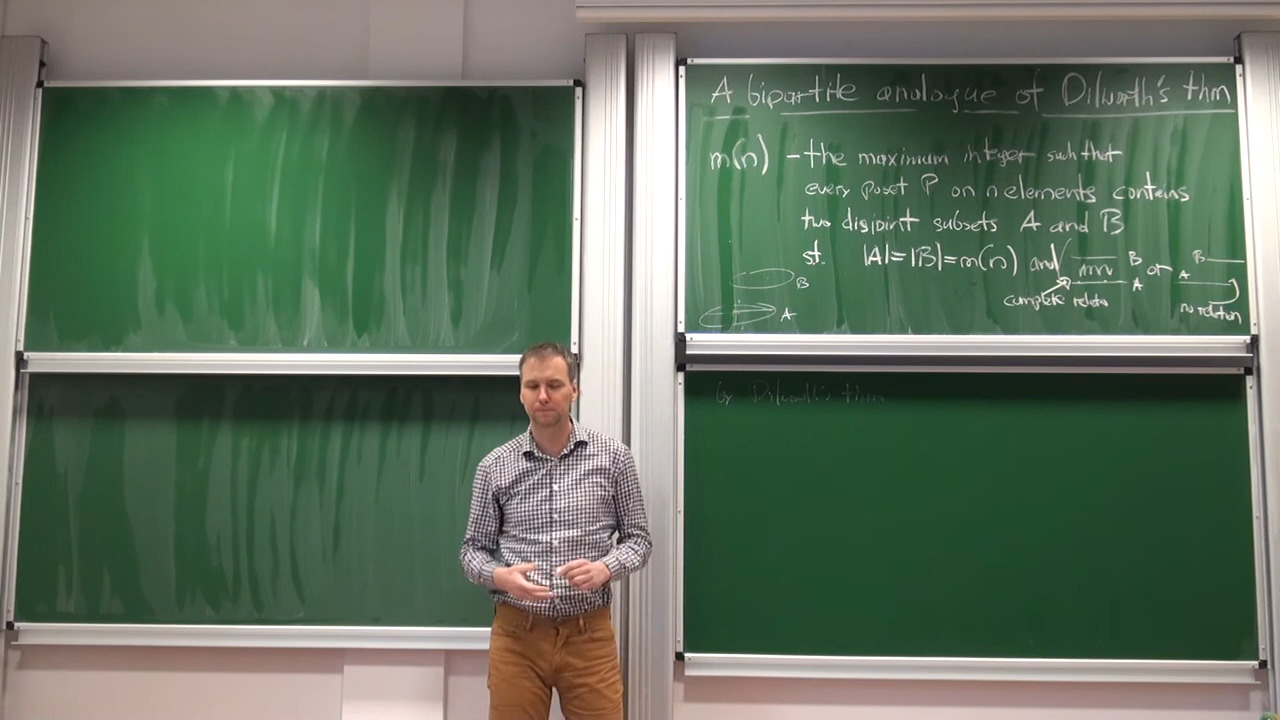 A bipartite analogue of Dilworth's thm
m(n) – the maximum integer such that
every poset P on n elements contains
two disjoint subsets A and B
s.t. |A|=|B|=m(n) and B or B
A A
complete relation no relation
B
A
By Dilworth's thm